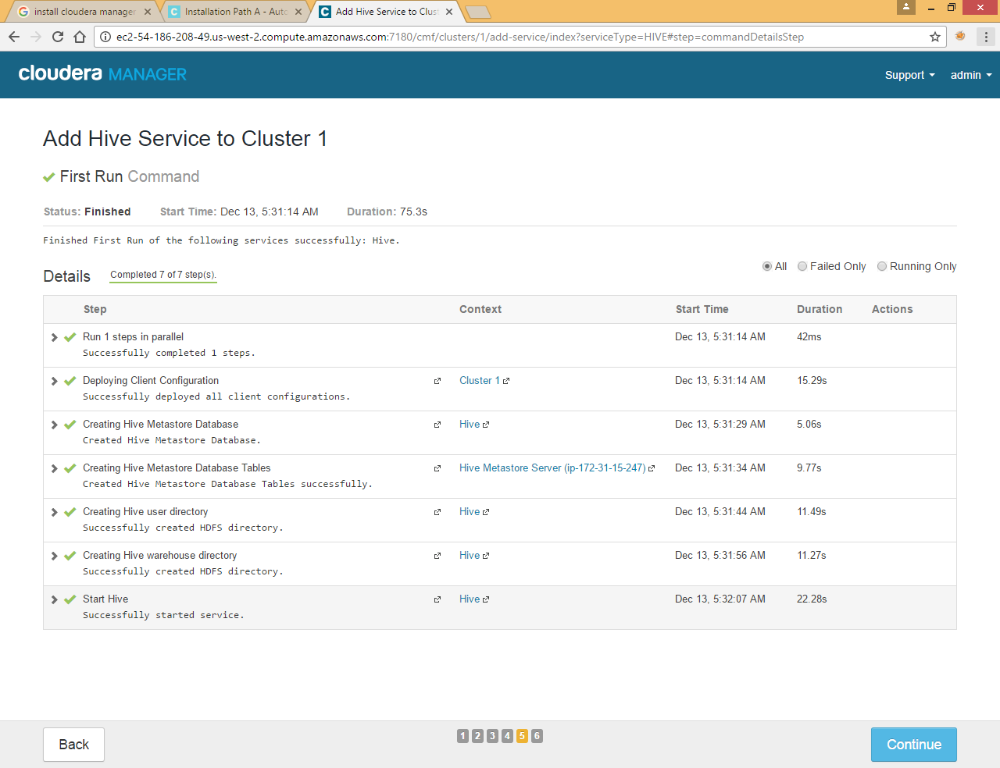 install cloudera manager
Installation Path A - Auto
Add Hive Service to Clus
ec2-54-186-208-49.us-west-2.compute.amazonaws.com:7180/cmf/clusters/1/add-service/index?serviceType=HIVE#step=commandDetailsStep
cloudera MANAGER
Support
admin
Add Hive Service to Cluster 1
First Run Command
Status: Finished Start Time: Dec 13, 5:31:14 AM Duration: 75.3s
Finished First Run of the following services successfully: Hive.
Details Completed 7 of 7 step(s).
All Failed Only Running Only
Step Context Start Time Duration Actions
Run 1 steps in parallel Dec 13, 5:31:14 AM 42ms
Successfully completed 1 steps.
Deploying Client Configuration Cluster 1 Dec 13, 5:31:14 AM 15.29s
Successfully deployed all client configurations.
Creating Hive Metastore Database Hive Dec 13, 5:31:29 AM 5.06s
Created Hive Metastore Database.
Creating Hive Metastore Database Tables Hive Metastore Server (ip-172-31-15-247) Dec 13, 5:31:34 AM 9.77s
Created Hive Metastore Database Tables successfully.
Creating Hive user directory Hive Dec 13, 5:31:44 AM 11.49s
Successfully created HDFS directory.
Creating Hive warehouse directory Hive Dec 13, 5:31:56 AM 11.27s
Successfully created HDFS directory.
Start Hive Hive Dec 13, 5:32:07 AM 22.28s
Successfully started service.
Back 1 2 3 4 5 6 Continue